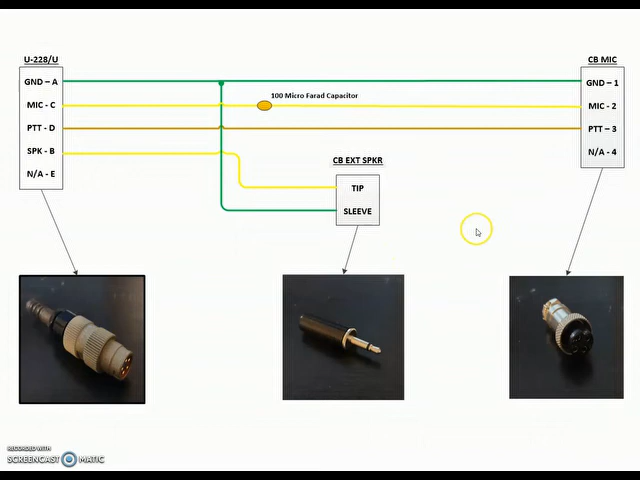 U-228/U
GND – A
MIC - C
PTT - D
SPK - B
N/A - E
100 Micro Farad Capacitor
CB EXT SPKR
TIP
SLEEVE
CB MIC
GND – 1
MIC - 2
PTT – 3
N/A - 4
RECORDED WITH
SCREENCAST MATIC